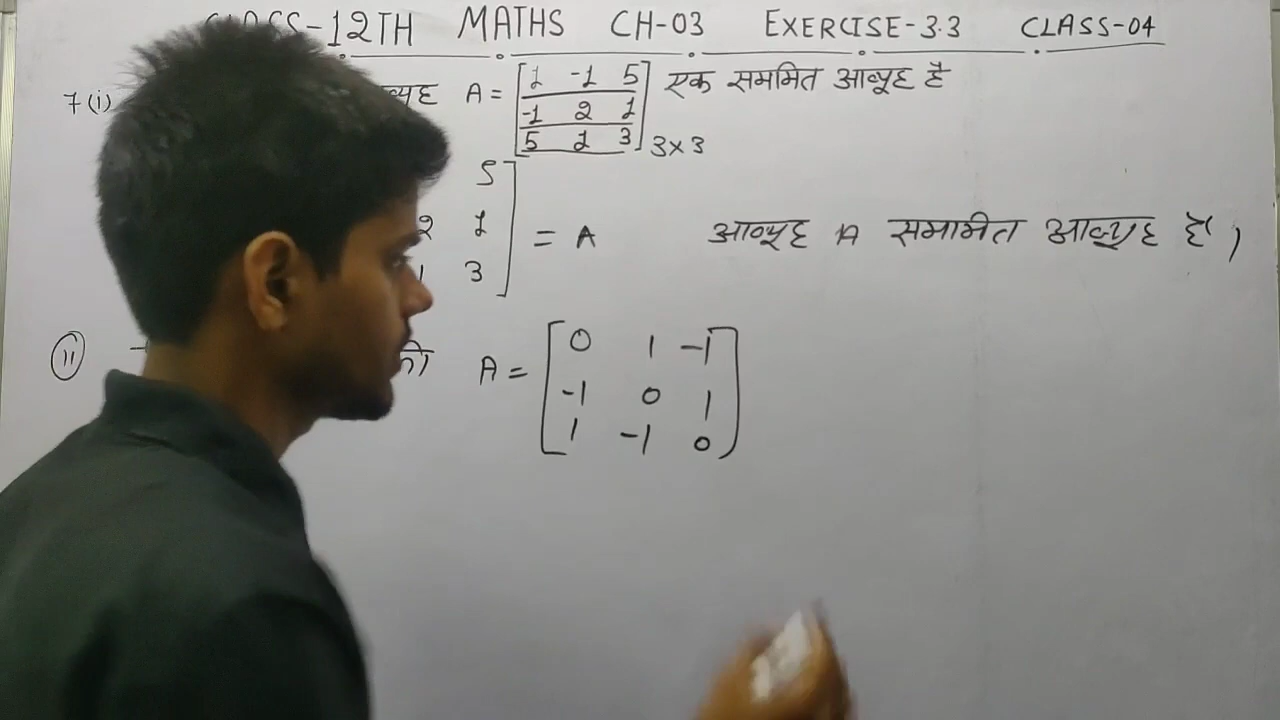 12TH MATHS CH-03 EXERCISE-3.3 CLASS-04
7(i) A = [1 -1 5] एक सममित आव्यूह है
-1 2 1
5 1 3 3×3
5
2 1 = A आव्यूह A सममित आव्यूह है।
1 3
(ii) A = [0 1 -1]
-1 0 1
1 -1 0